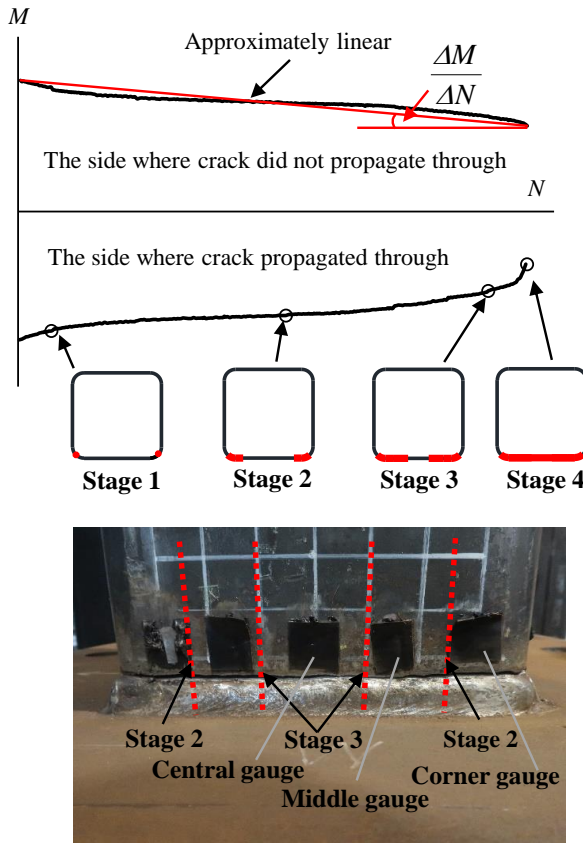 M
Approximately linear
ΔM
ΔN
The side where crack did not propagate through
N
The side where crack propagated through
Stage 1
Stage 2
Stage 3
Stage 4
Stage 2
Stage 3
Stage 2
Central gauge
Corner gauge
Middle gauge